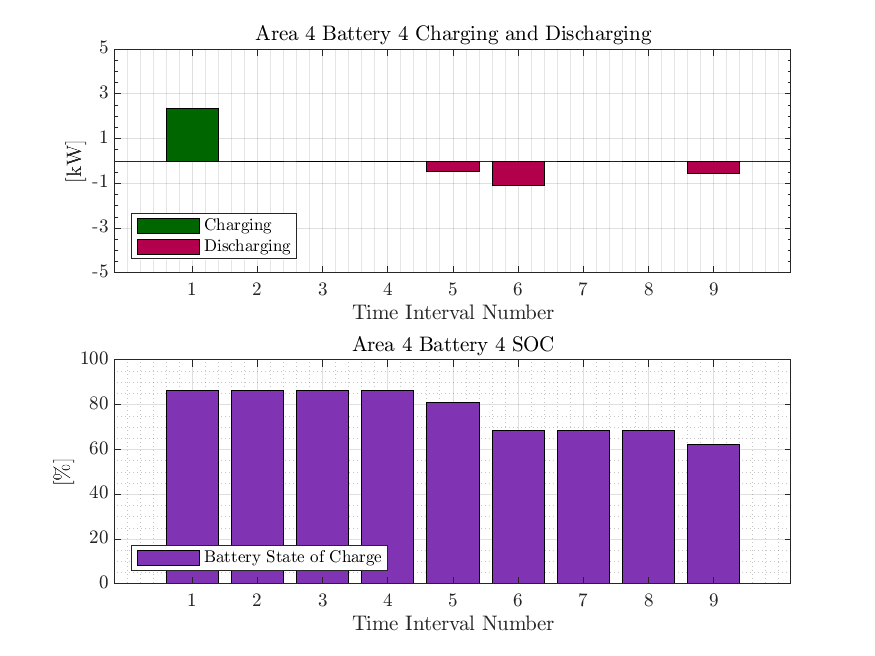 Area 4 Battery 4 Charging and Discharging
5
3
1
-1
-3
-5
[kW]
Charging
Discharging
1 2 3 4 5 6 7 8 9
Time Interval Number
Area 4 Battery 4 SOC
100
80
60
40
20
0
[%]
Battery State of Charge
1 2 3 4 5 6 7 8 9
Time Interval Number